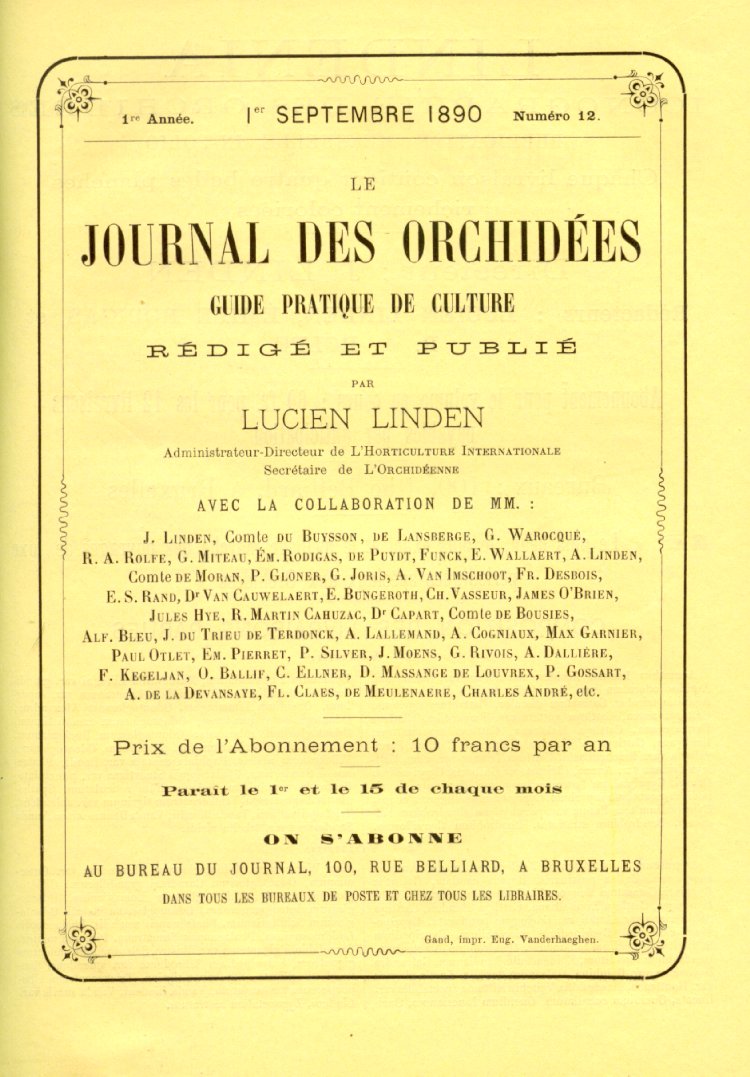 1re Année.
1er SEPTEMBRE 1890
Numéro 12.
LE
JOURNAL DES ORCHIDÉES
GUIDE PRATIQUE DE CULTURE
RÉDIGÉ ET PUBLIÉ
PAR
LUCIEN LINDEN
Administrateur-Directeur de L'HORTICULTURE INTERNATIONALE
Secrétaire de L'ORCHIDÉENNE
AVEC LA COLLABORATION DE MM. :
J. LINDEN, Comte DU BUYSSON, DE LANSBERGE, G. WAROCQUÉ,
R. A. ROLFE, G. MITEAU, ÉM. RODIGAS, DE PUYDT, FUNCK, E. WALLAERT, A. LINDEN,
Comte DE MORAN, P. GLONER, G. JORIS, A. VAN IMSCHOOT, FR. DESBOIS,
E. S. RAND, Dr VAN CAUWELAERT, E. BUNGEROTH, CH. VASSEUR, JAMES O'BRIEN,
JULES HYE, R. MARTIN CAHUZAC, Dr CAPART, COMTE DE BOUSIES,
ALF. BLEU, J. DU TRIEU DE TERDONCK, A. LALLEMAND, A. COGNIAUX, MAX GARNIER,
PAUL OTLET, EM. PIERRET, P. SILVER, J. MOENS, G. RIVOIS, A. DALLIÈRE,
F. KEGELJAN, O. BALLIF, C. ELLNER, D. MASSANGE DE LOUVREX, P. GOSSART,
A. DE LA DEVANSAYE, FL. CLAES, DE MEULENAERE, CHARLES ANDRÉ, etc.
Prix de l'Abonnement : 10 francs par an
Paraît le 1er et le 15 de chaque mois
ON S'ABONNE
AU BUREAU DU JOURNAL, 100, RUE BELLIARD, A BRUXELLES
DANS TOUS LES BUREAUX DE POSTE ET CHEZ TOUS LES LIBRAIRES.
Gand, impr. Eug. Vanderhaeghen.